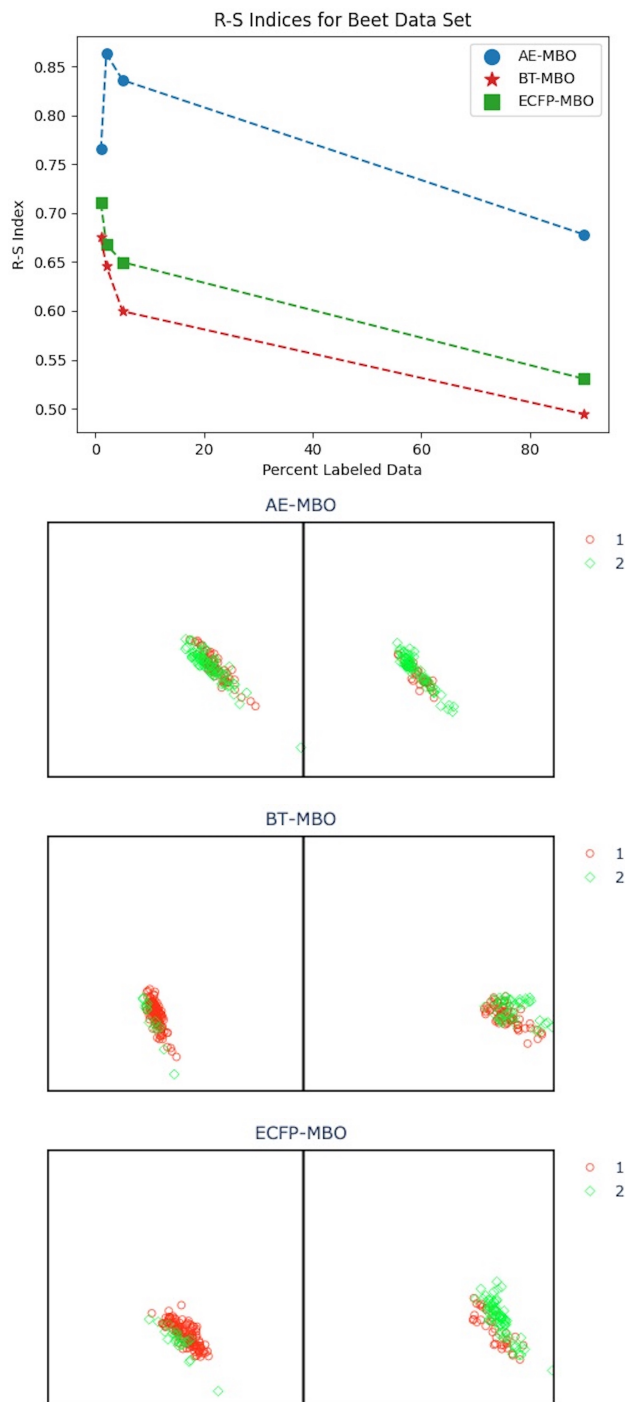 R-S Indices for Beet Data Set
AE-MBO
BT-MBO
ECFP-MBO
R-S Index
0.85
0.80
0.75
0.70
0.65
0.60
0.55
0.50
0 20 40 60 80
Percent Labeled Data
AE-MBO
1
2
BT-MBO
1
2
ECFP-MBO
1
2